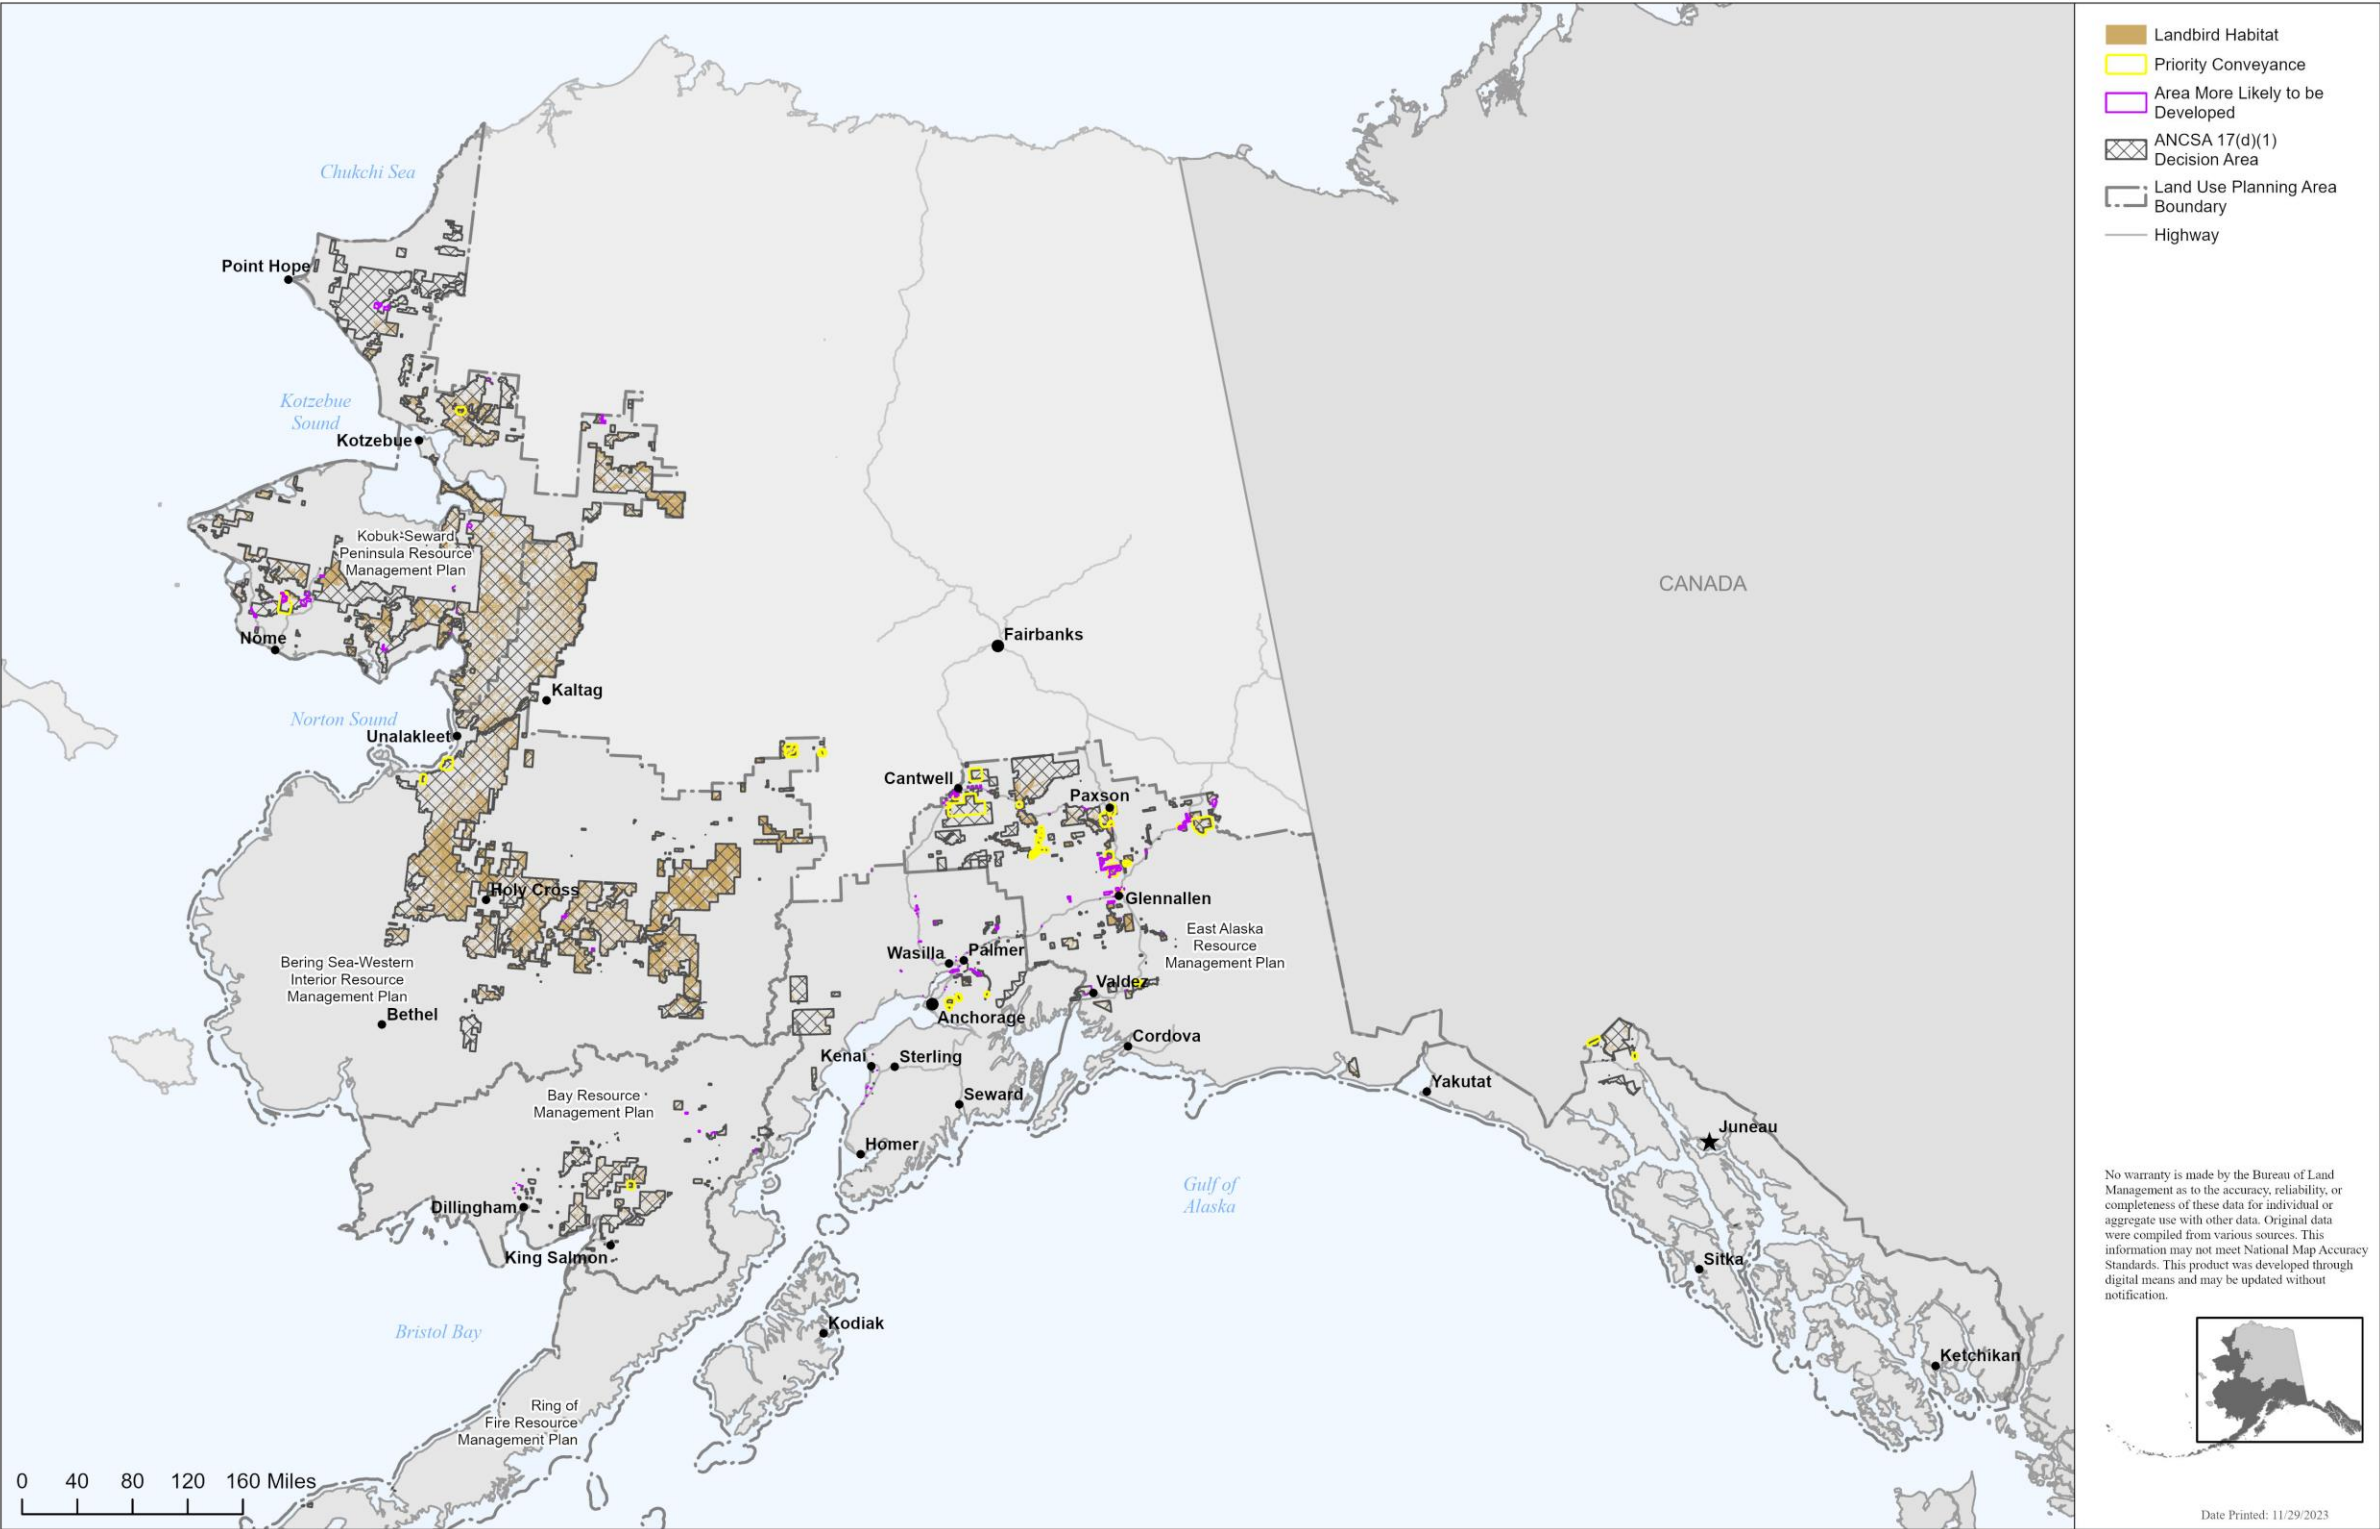 Chukchi Sea
Point Hope
Kotzebue
Sound
Kotzebue
Kobuk-Seward
Peninsula Resource
Management Plan
Nome
Norton Sound
Unalakleet
Kaltag
Fairbanks
CANADA
Cantwell
Paxson
Holy Cross
Glennallen
East Alaska
Resource
Management Plan
Wasilla
Palmer
Bering Sea-Western
Interior Resource
Management Plan
Bethel
Valdez
Anchorage
Cordova
Kenai
Sterling
Seward
Yakutat
Bay Resource
Management Plan
Homer
Juneau
Gulf of
Alaska
Dillingham
King Salmon
Sitka
Bristol Bay
Kodiak
Ketchikan
Ring of
Fire Resource
Management Plan
0 40 80 120 160 Miles
Landbird Habitat
Priority Conveyance
Area More Likely to be
Developed
ANCSA 17(d)(1)
Decision Area
Land Use Planning Area
Boundary
Highway
No warranty is made by the Bureau of Land
Management as to the accuracy, reliability, or
completeness of these data for individual or
aggregate use with other data. Original data
were compiled from various sources. This
information may not meet National Map Accuracy
Standards. This product was developed through
digital means and may be updated without
notification.
Date Printed: 11/29/2023